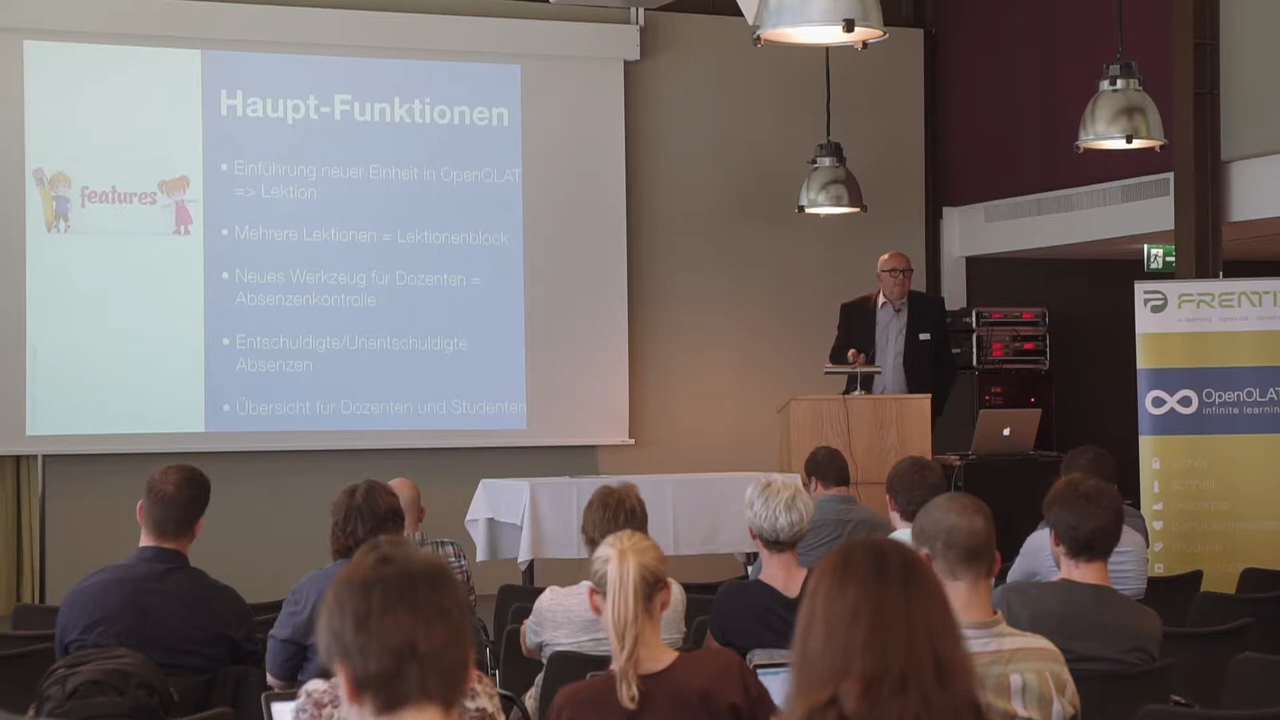 Haupt-Funktionen
• Einführung neuer Einheit in OpenOLAT
=> Lektion
• Mehrere Lektionen = Lektionenblock
• Neues Werkzeug für Dozenten =
Absenzenkontrolle
• Entschuldigte/Unentschuldigte
Absenzen
• Übersicht für Dozenten und Studenten
features
FRENTI
OpenOLAT
infinite learning